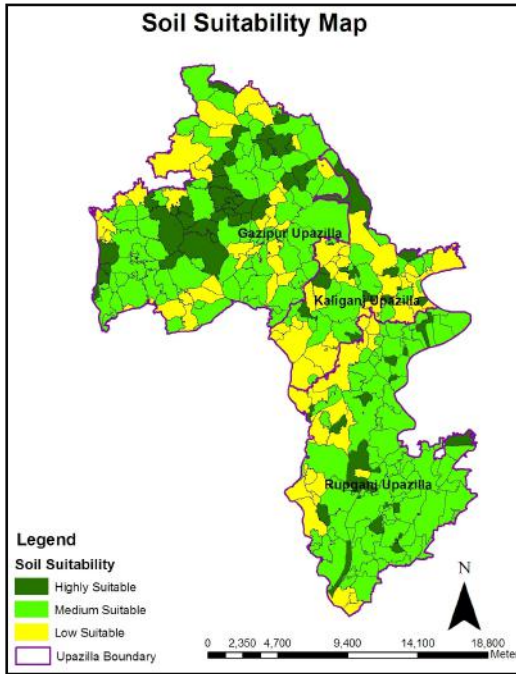 Soil Suitability Map
Gazipur Upazilla
Kaliganj Upazilla
Rupganj Upazilla
Legend
Soil Suitability
Highly Suitable
Medium Suitable
Low Suitable
Upazilla Boundary
N
0 2,350 4,700 9,400 14,100 18,800
Meter